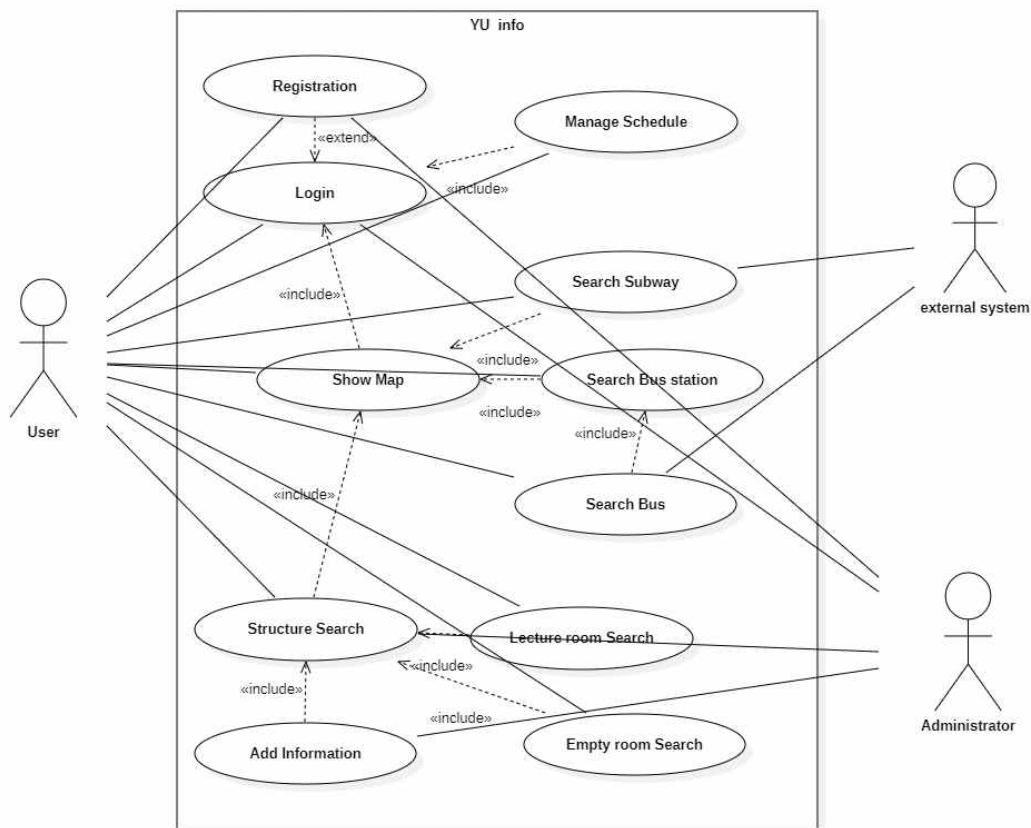 YU info
Registration
Manage Schedule
«extend»
Login
«include»
Search Subway
«include»
external system
«include»
Show Map
Search Bus station
«include»
User
«include»
«include»
Search Bus
Structure Search
Lecture room Search
«include»
«include»
«include»
Administrator
Add Information
Empty room Search